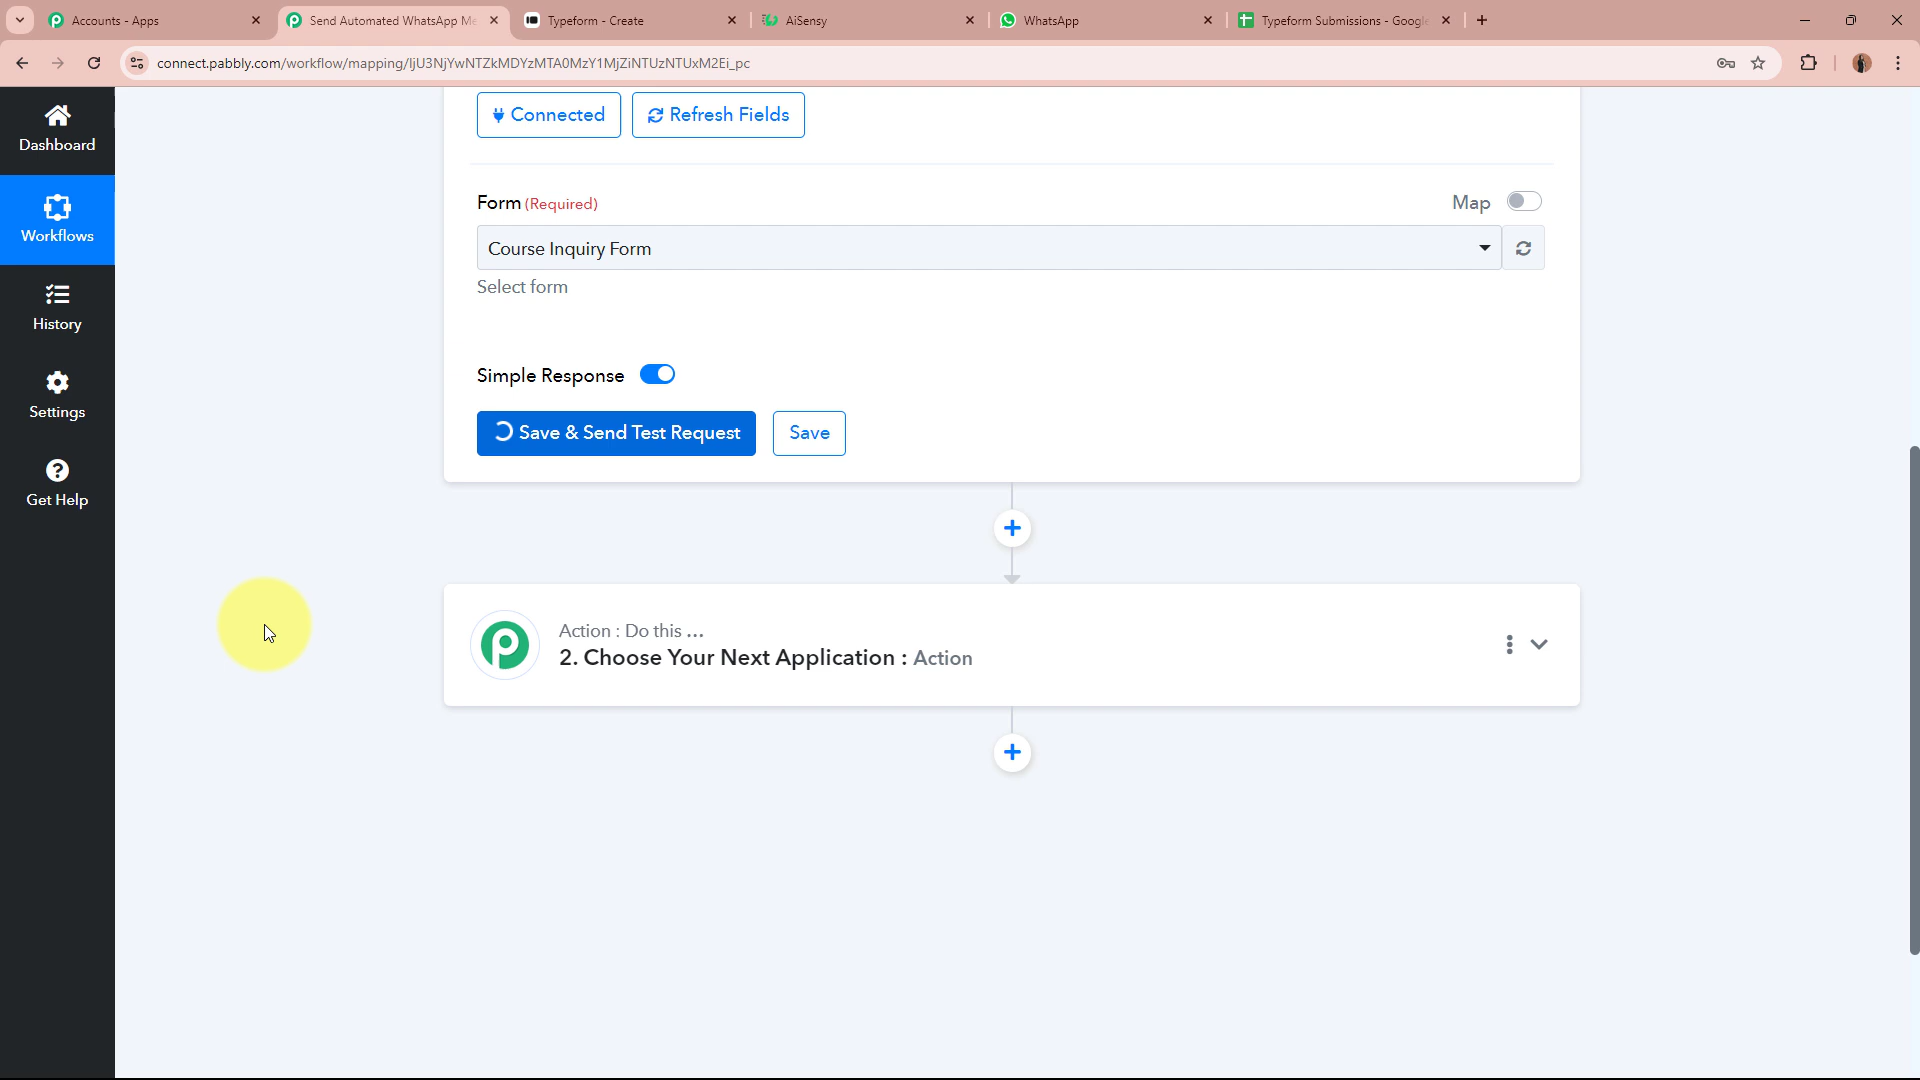 Accounts - Apps
Send Automated WhatsApp Me
Typeform - Create
AiSensy
WhatsApp
Typeform Submissions - Google
connect.pabbly.com/workflow/mapping/IjU3NjYwNTZkMDYzMTA0MzY1MjZiNTUzNTUxM2Ei_pc
Dashboard
Workflows
History
Settings
Get Help
Connected
Refresh Fields
Form (Required)
Map
Course Inquiry Form
Select form
Simple Response
Save & Send Test Request
Save
Action : Do this ...
2. Choose Your Next Application : Action